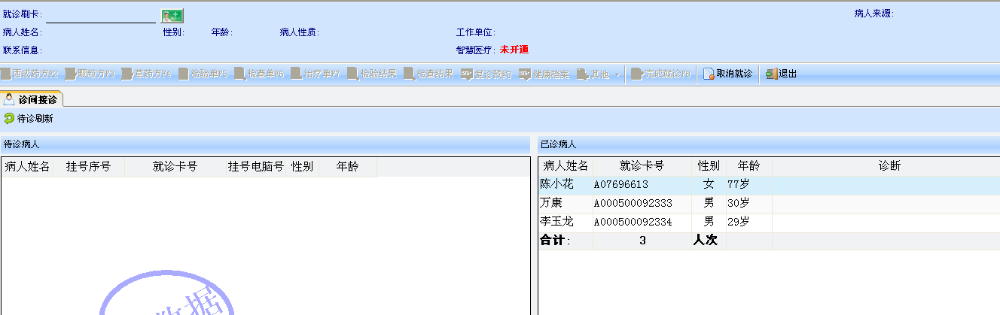 就诊刷卡: 病人来源:
病人姓名: 性别: 年龄: 病人性质: 工作单位:
联系信息: 智慧医疗: 未开通
西成药方F2 颗粒方F3 草药方F4 检验单F5 检查单F6 治疗单F7 检验结果 检查结果 复诊预约 健康档案 其他 完成就诊F8 取消就诊 退出
诊间接诊
待诊刷新
待诊病人 已诊病人
病人姓名 挂号序号 就诊卡号 挂号电脑号 性别 年龄 病人姓名 就诊卡号 性别 年龄 诊断
陈小花 A07696613 女 77岁
万康 A000500092333 男 30岁
李玉龙 A000500092334 男 29岁
合计: 3 人次
数据